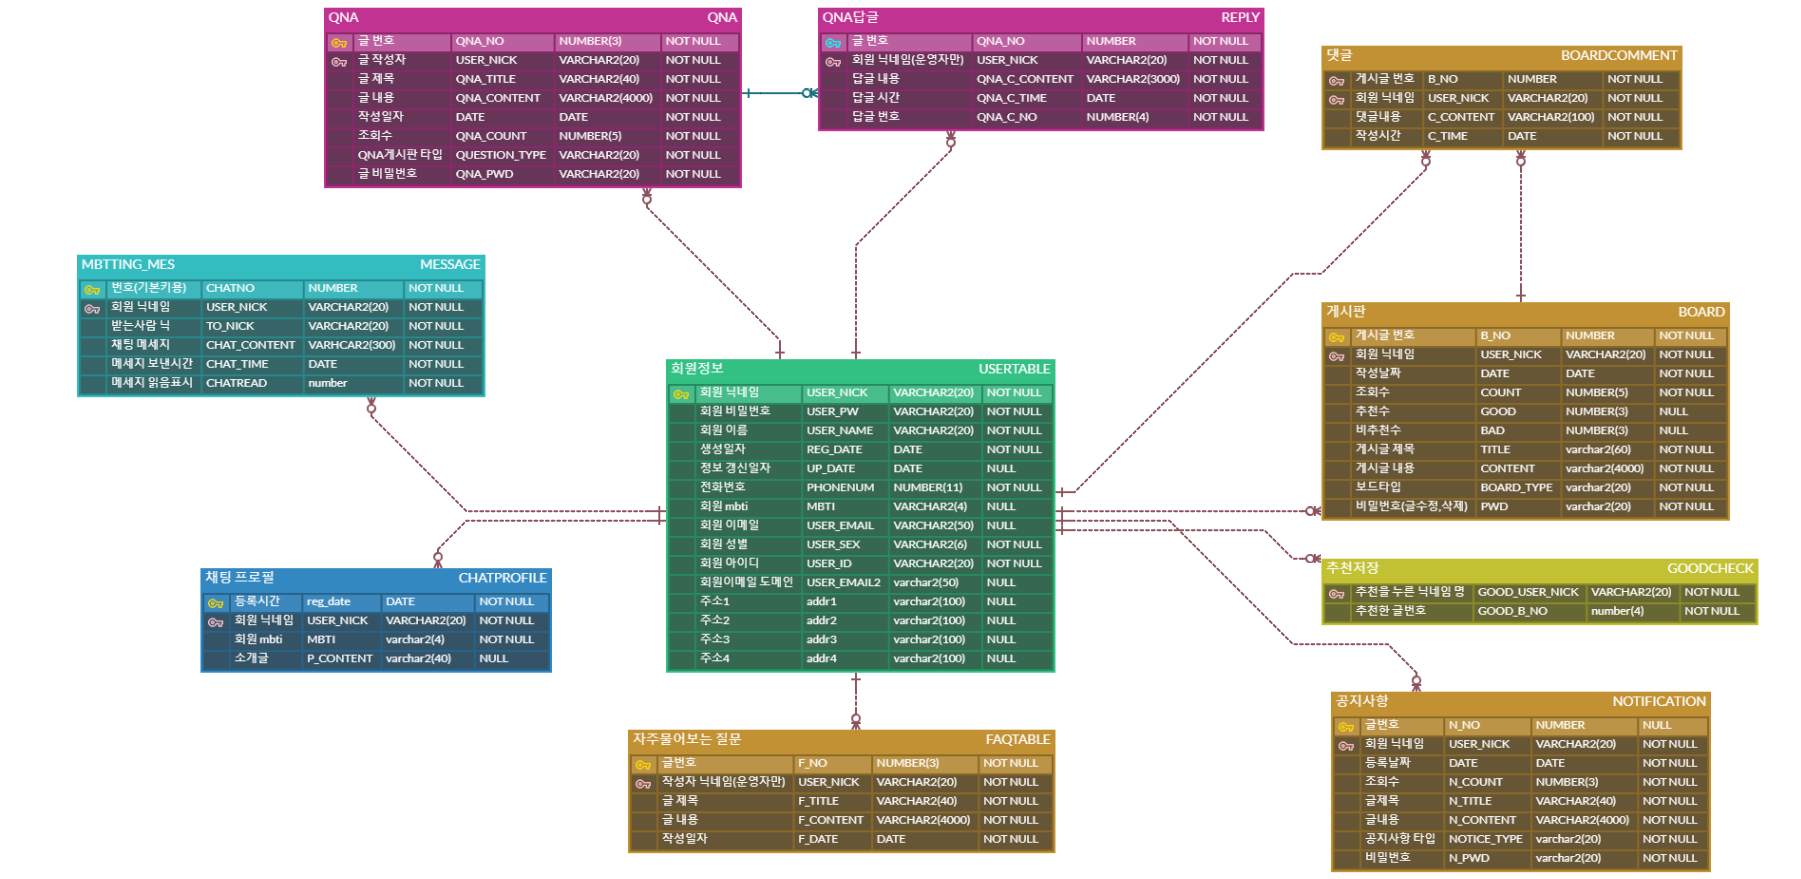 QNA QNA
글 번호 QNA_NO NUMBER(3) NOT NULL
글 작성자 USER_NICK VARCHAR2(20) NOT NULL
글 제목 QNA_TITLE VARCHAR2(40) NOT NULL
글 내용 QNA_CONTENT VARCHAR2(4000) NOT NULL
작성일자 DATE DATE NOT NULL
조회수 QNA_COUNT NUMBER(5) NOT NULL
QNA게시판 타입 QUESTION_TYPE VARCHAR2(20) NOT NULL
글 비밀번호 QNA_PWD VARCHAR2(20) NOT NULL
QNA답글 REPLY
글 번호 QNA_NO NUMBER NOT NULL
회원 닉네임(운영자만) USER_NICK VARCHAR2(20) NOT NULL
답글 내용 QNA_C_CONTENT VARCHAR2(3000) NOT NULL
답글 시간 QNA_C_TIME DATE NOT NULL
답글 번호 QNA_C_NO NUMBER(4) NOT NULL
댓글 BOARDCOMMENT
게시글 번호 B_NO NUMBER NOT NULL
회원 닉네임 USER_NICK VARCHAR2(20) NOT NULL
댓글내용 C_CONTENT VARCHAR2(100) NOT NULL
작성시간 C_TIME DATE NOT NULL
MBTTING_MES MESSAGE
번호(기본키용) CHATNO NUMBER NOT NULL
회원 닉네임 USER_NICK VARCHAR2(20) NOT NULL
받는사람 닉 TO_NICK VARCHAR2(20) NOT NULL
채팅 메세지 CHAT_CONTENT VARHCAR2(300) NOT NULL
메세지 보낸시간 CHAT_TIME DATE NOT NULL
메세지 읽음표시 CHATREAD number NOT NULL
게시판 BOARD
게시글 번호 B_NO NUMBER NOT NULL
회원 닉네임 USER_NICK VARCHAR2(20) NOT NULL
작성날짜 DATE DATE NOT NULL
조회수 COUNT NUMBER(5) NOT NULL
추천수 GOOD NUMBER(3) NULL
비추천수 BAD NUMBER(3) NULL
게시글 제목 TITLE varchar2(60) NOT NULL
게시글 내용 CONTENT varchar2(4000) NOT NULL
보드타입 BOARD_TYPE varchar2(20) NOT NULL
비밀번호(글수정,삭제) PWD varchar2(20) NOT NULL
회원정보 USERTABLE
회원 닉네임 USER_NICK VARCHAR2(20) NOT NULL
회원 비밀번호 USER_PW VARCHAR2(20) NOT NULL
회원 이름 USER_NAME VARCHAR2(20) NOT NULL
생성일자 REG_DATE DATE NOT NULL
정보 갱신일자 UP_DATE DATE NULL
전화번호 PHONENUM NUMBER(11) NOT NULL
회원 mbti MBTI VARCHAR2(4) NULL
회원 이메일 USER_EMAIL VARCHAR2(50) NULL
회원 성별 USER_SEX VARCHAR2(6) NULL
회원 아이디 USER_ID VARCHAR2(20) NOT NULL
회원이메일 도메인 USER_EMAIL2 varchar2(50) NULL
주소1 addr1 varchar2(100) NULL
주소2 addr2 varchar2(100) NULL
주소3 addr3 varchar2(100) NULL
주소4 addr4 varchar2(100) NULL
채팅 프로필 CHATPROFILE
등록시간 reg_date DATE NOT NULL
회원 닉네임 USER_NICK VARCHAR2(20) NOT NULL
회원 mbti MBTI varchar2(4) NOT NULL
소개글 P_CONTENT varchar2(40) NULL
추천저장 GOODCHECK
추천을 누른 닉네임 명 GOOD_USER_NICK VARCHAR2(20) NOT NULL
추천한 글번호 GOOD_B_NO number(4) NOT NULL
자주물어보는 질문 FAQTABLE
글번호 F_NO NUMBER(3) NOT NULL
작성자 닉네임(운영자만) USER_NICK VARCHAR2(20) NOT NULL
글 제목 F_TITLE VARCHAR2(40) NOT NULL
글 내용 F_CONTENT VARCHAR2(4000) NOT NULL
작성일자 F_DATE DATE NOT NULL
공지사항 NOTIFICATION
글번호 N_NO NUMBER NULL
회원 닉네임 USER_NICK VARCHAR2(20) NOT NULL
등록날짜 DATE DATE NOT NULL
조회수 N_COUNT NUMBER(3) NOT NULL
글제목 N_TITLE VARCHAR2(40) NOT NULL
글내용 N_CONTENT VARCHAR2(4000) NOT NULL
공지사항 타입 NOTICE_TYPE varchar2(20) NOT NULL
비밀번호 N_PWD varchar2(20) NOT NULL